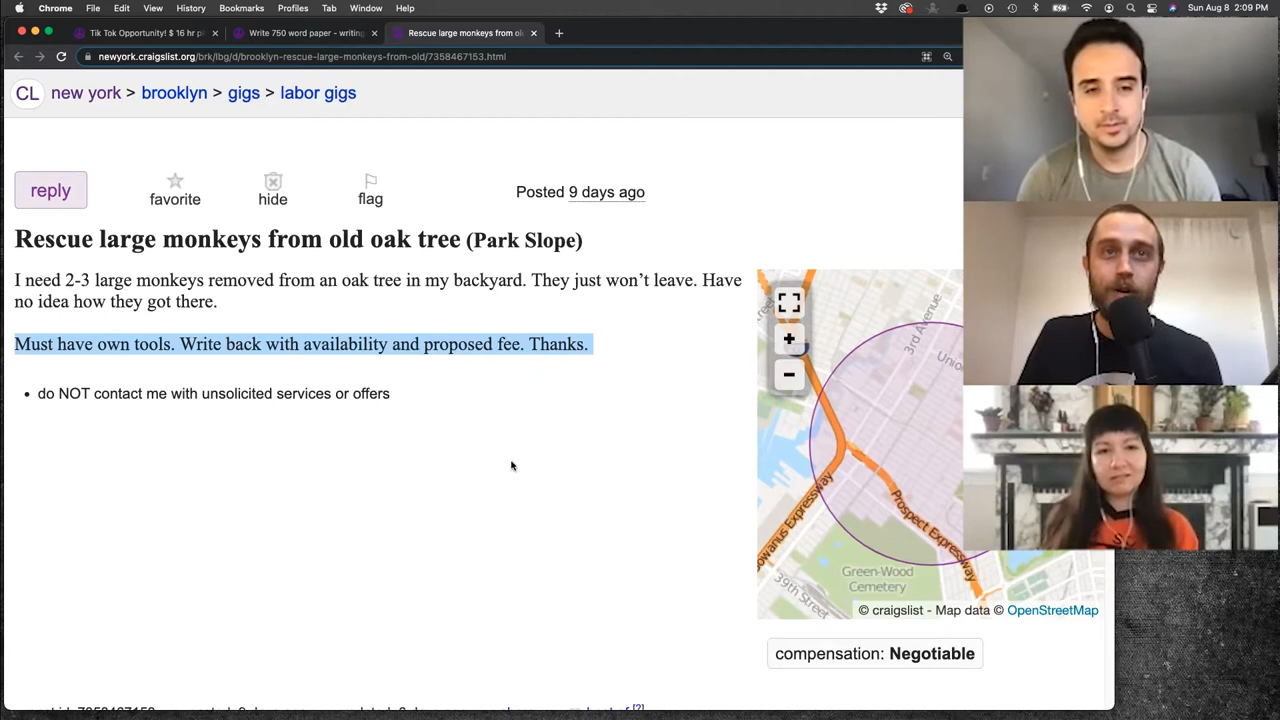 Chrome File Edit View History Bookmarks Profiles Tab Window Help
Sun Aug 8 2:09 PM
Tik Tok Opportunity! $ 16 hr
Write 750 word paper - writing
Rescue large monkeys from
newyork.craigslist.org/brk/lbg/d/brooklyn-rescue-large-monkeys-from-old/7358467153.html
CL new york > brooklyn > gigs > labor gigs
reply
favorite
hide
flag
Posted 9 days ago
Rescue large monkeys from old oak tree (Park Slope)
I need 2-3 large monkeys removed from an oak tree in my backyard. They just won’t leave. Have
no idea how they got there.
Must have own tools. Write back with availability and proposed fee. Thanks.
• do NOT contact me with unsolicited services or offers
3rd Avenue
+
−
Prospect Expressway
Green-Wood
Cemetery
39th Street
© craigslist - Map data © OpenStreetMap
compensation: Negotiable